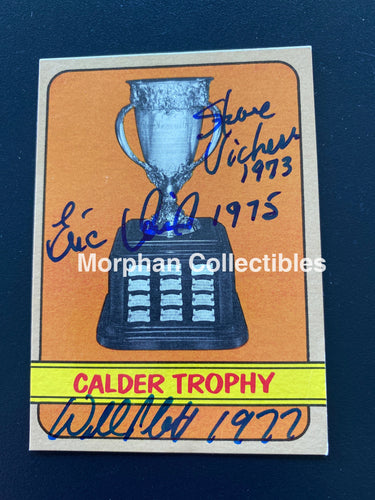 Steve
Vickers
1973
Eric Vail 1975
Morphan Collectibles
CALDER TROPHY
Will Plett 1977